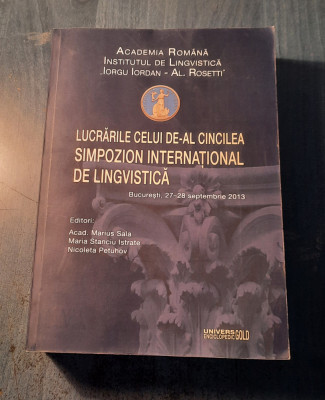 ACADEMIA ROMÂNĂ
INSTITUTUL DE LINGVISTICĂ
„IORGU IORDAN - AL. ROSETTI”
LUCRĂRILE CELUI DE-AL CINCILEA
SIMPOZION INTERNAȚIONAL
DE LINGVISTICĂ
București, 27-28 septembrie 2013
Editori:
Acad. Marius Sala
Maria Stanciu Istrate
Nicoleta Petuhov
UNIVERS
ENCICLOPEDIC GOLD